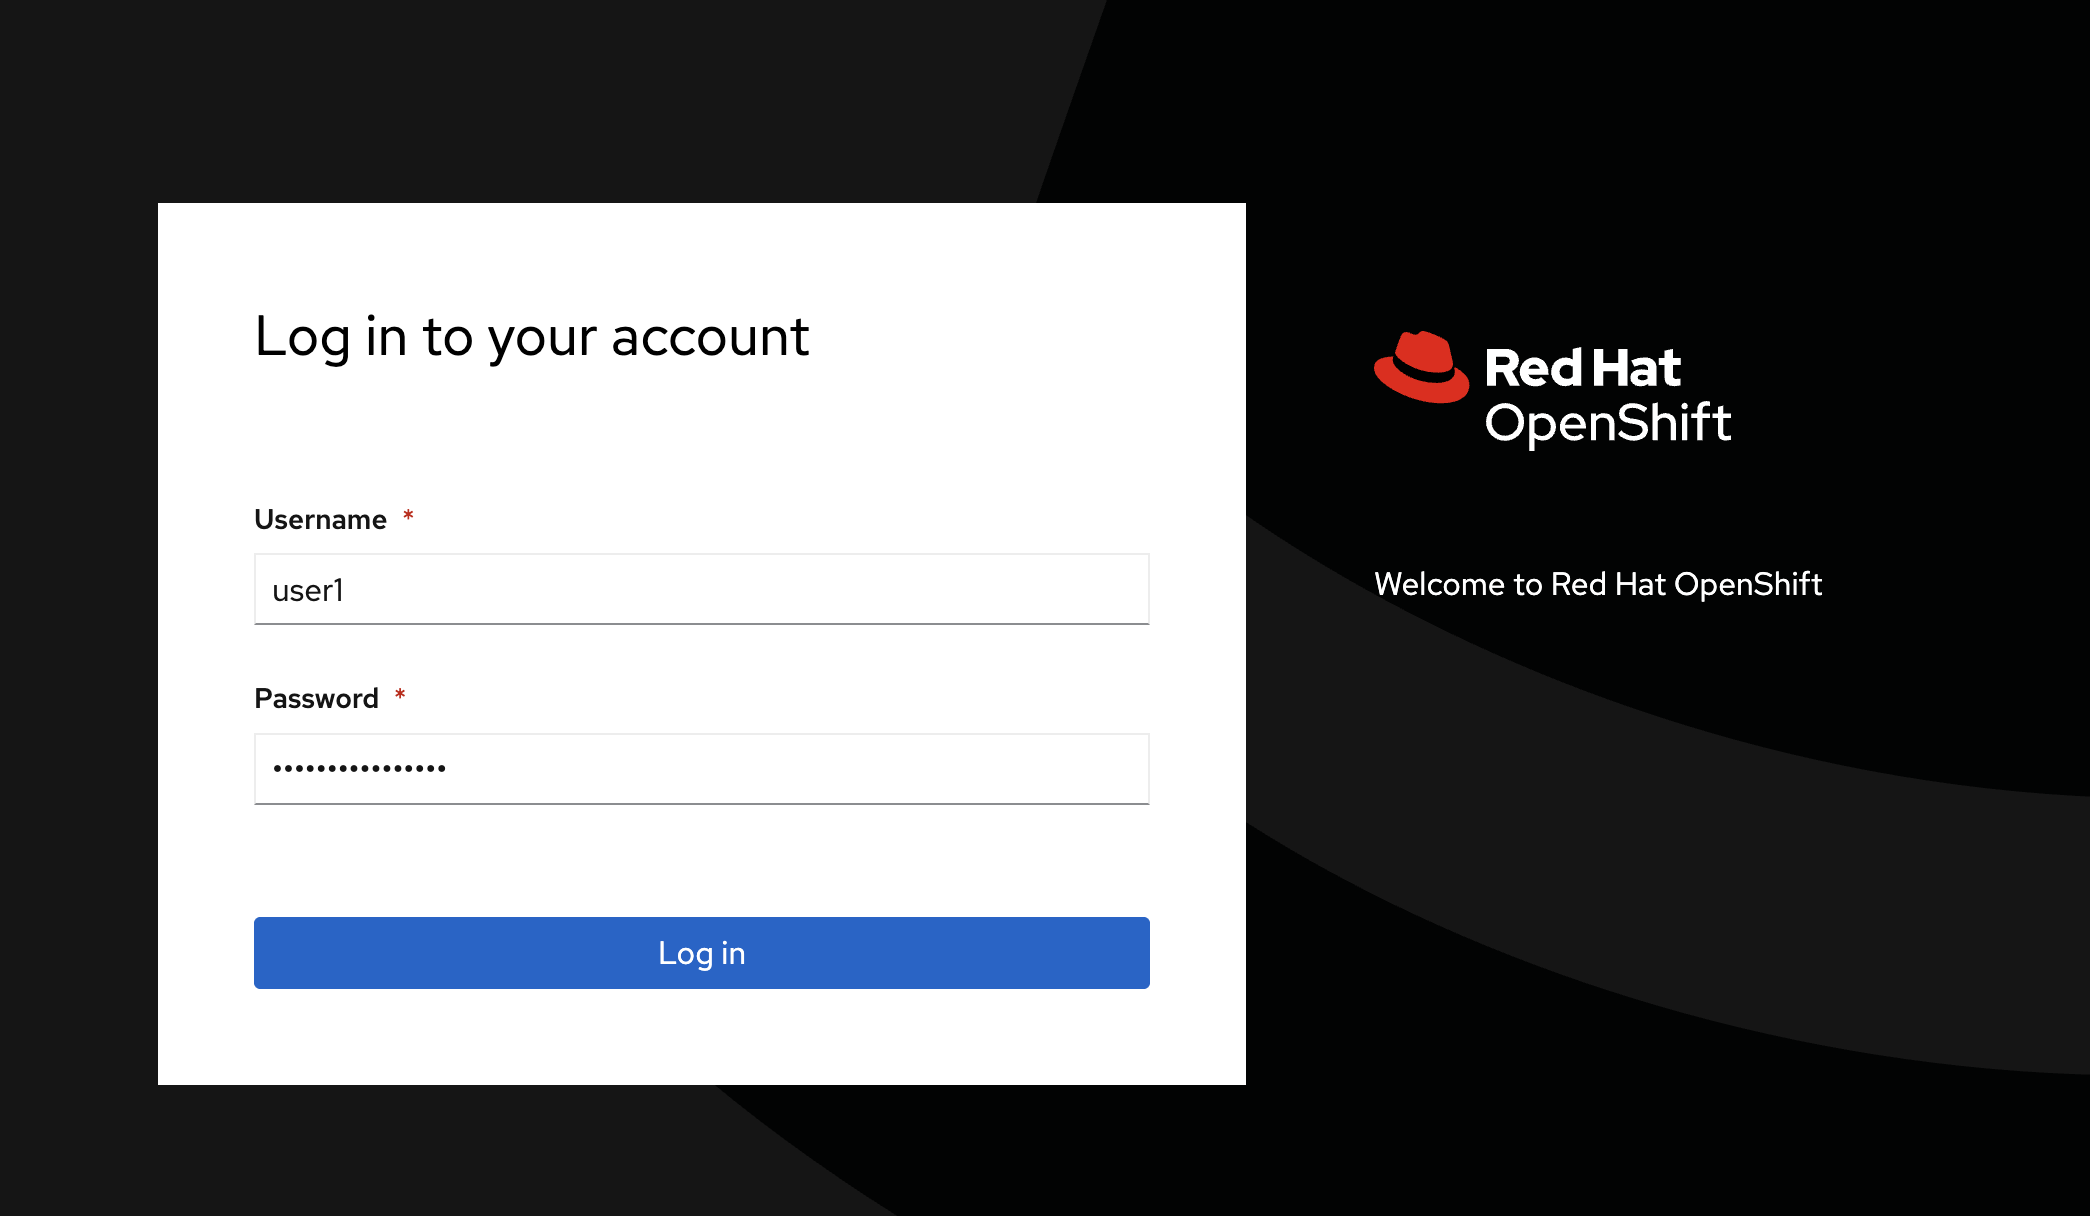 Log in to your account
Username *
user1
Password *
••••••••••••••••
Log in
Red Hat
OpenShift
Welcome to Red Hat OpenShift